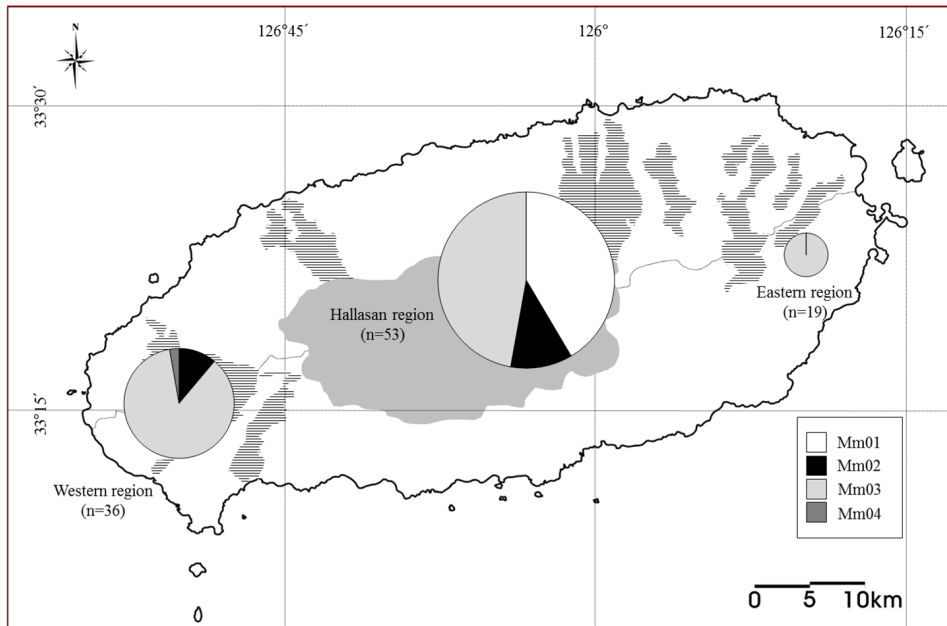 N
126°45´
126°
126°15´
33°30´
Hallasan region
(n=53)
Eastern region
(n=19)
33°15´
Western region
(n=36)
Mm01
Mm02
Mm03
Mm04
0 5 10km